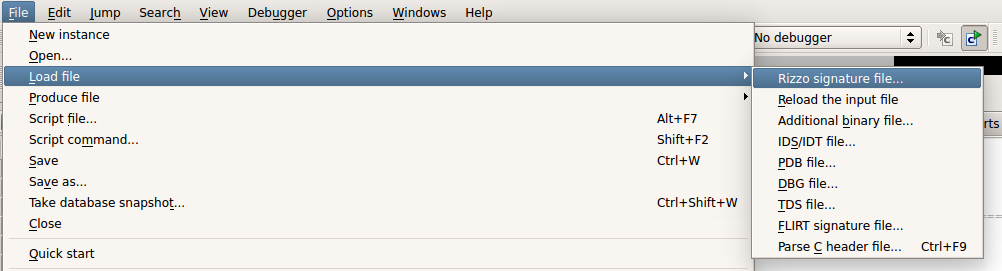 File Edit Jump Search View Debugger Options Windows Help
New instance
Open...
No debugger
Load file
Produce file
Script file... Alt+F7
Script command... Shift+F2
Save Ctrl+W
Save as...
Take database snapshot... Ctrl+Shift+W
Close
Quick start
Rizzo signature file...
Reload the input file
Additional binary file...
IDS/IDT file...
PDB file...
DBG file...
TDS file...
FLIRT signature file...
Parse C header file... Ctrl+F9